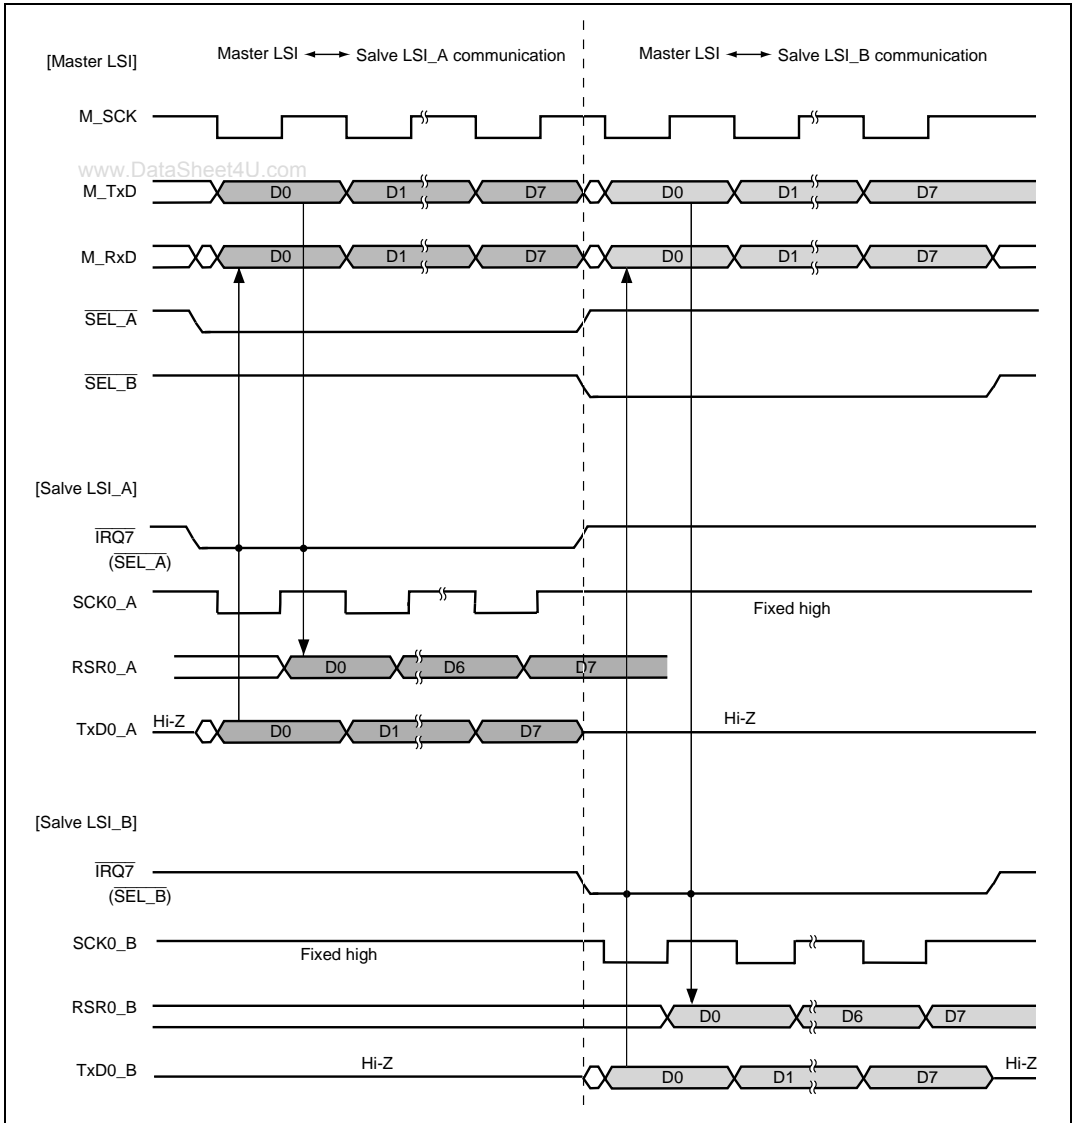 [Master LSI]
Master LSI ↔ Salve LSI_A communication
Master LSI ↔ Salve LSI_B communication
M_SCK
www.DataSheet4U.com
M_TxD D0 D1 D7 D0 D1 D7
M_RxD D0 D1 D7 D0 D1 D7
SEL_A
SEL_B
[Salve LSI_A]
IRQ7
(SEL_A)
SCK0_A Fixed high
RSR0_A D0 D6 D7
TxD0_A Hi-Z D0 D1 D7 Hi-Z
[Salve LSI_B]
IRQ7
(SEL_B)
SCK0_B Fixed high
RSR0_B D0 D6 D7
TxD0_B Hi-Z D0 D1 D7 Hi-Z